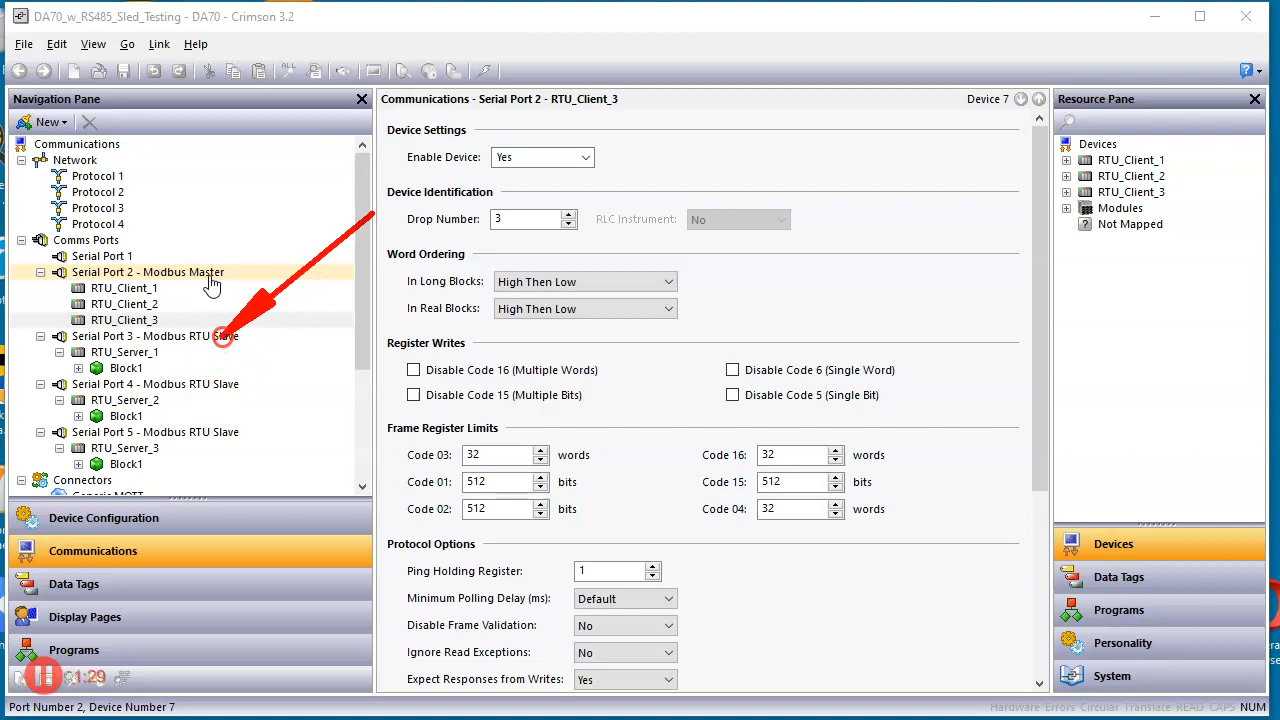 DA70_w_RS485_Sled_Testing - DA70 - Crimson 3.2
File Edit View Go Link Help
Navigation Pane
New
Communications
Network
Protocol 1
Protocol 2
Protocol 3
Protocol 4
Comms Ports
Serial Port 1
Serial Port 2 - Modbus Master
RTU_Client_1
RTU_Client_2
RTU_Client_3
Serial Port 3 - Modbus RTU Slave
RTU_Server_1
Block1
Serial Port 4 - Modbus RTU Slave
RTU_Server_2
Block1
Serial Port 5 - Modbus RTU Slave
RTU_Server_3
Block1
Connectors
Generic MQTT
Device Configuration
Communications
Data Tags
Display Pages
Programs
1:29
Communications - Serial Port 2 - RTU_Client_3 Device 7
Device Settings
Enable Device: Yes
Device Identification
Drop Number: 3 RLC Instrument: No
Word Ordering
In Long Blocks: High Then Low
In Real Blocks: High Then Low
Register Writes
Disable Code 16 (Multiple Words) Disable Code 6 (Single Word)
Disable Code 15 (Multiple Bits) Disable Code 5 (Single Bit)
Frame Register Limits
Code 03: 32 words Code 16: 32 words
Code 01: 512 bits Code 15: 512 bits
Code 02: 512 bits Code 04: 32 words
Protocol Options
Ping Holding Register: 1
Minimum Polling Delay (ms): Default
Disable Frame Validation: No
Ignore Read Exceptions: No
Expect Responses from Writes: Yes
Resource Pane
Devices
RTU_Client_1
RTU_Client_2
RTU_Client_3
Modules
Not Mapped
Devices
Data Tags
Programs
Personality
System
Port Number 2, Device Number 7 Hardware Errors Circular Translate READ CAPS NUM